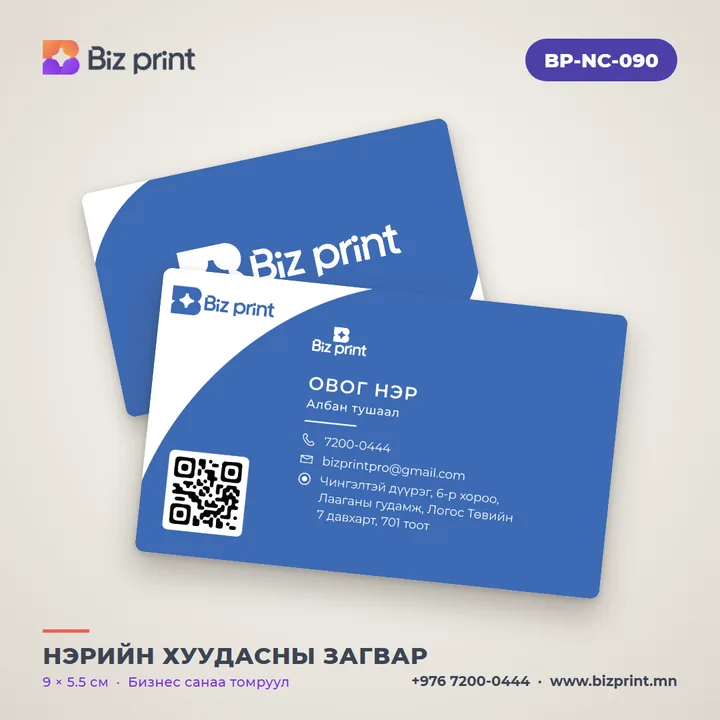 Biz print
BP-NC-090
Biz print
Biz print
Biz print
ОВОГ НЭР
Албан тушаал
7200-0444
bizprintpro@gmail.com
Чингэлтэй дүүрэг, 6-р хороо,
Лааганы гудамж, Логос Төвийн
7 давхарт, 701 тоот
НЭРИЙН ХУУДАСНЫ ЗАГВАР
9 × 5.5 см · Бизнес санаа томруул
+976 7200-0444 · www.bizprint.mn